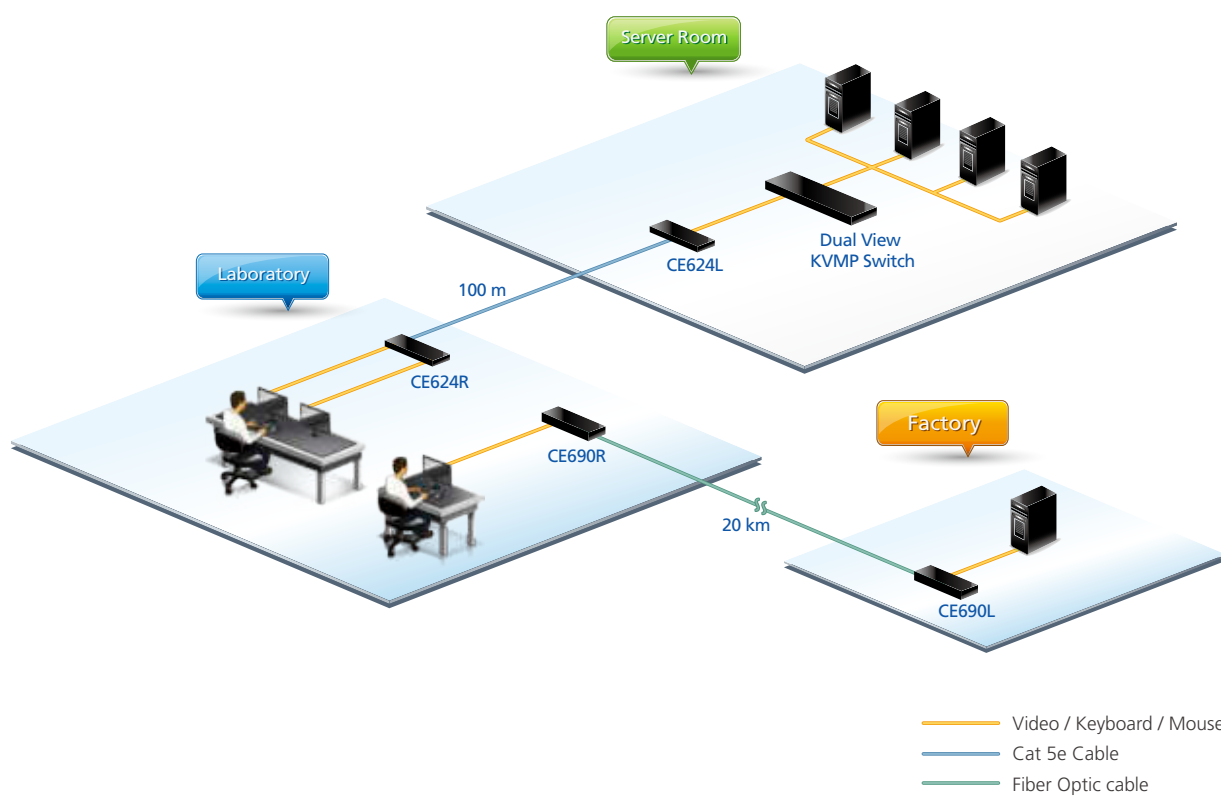 Server Room
Dual View
KVMP Switch
CE624L
Laboratory
100 m
CE624R
CE690R
Factory
20 km
CE690L
Video / Keyboard / Mouse
Cat 5e Cable
Fiber Optic cable